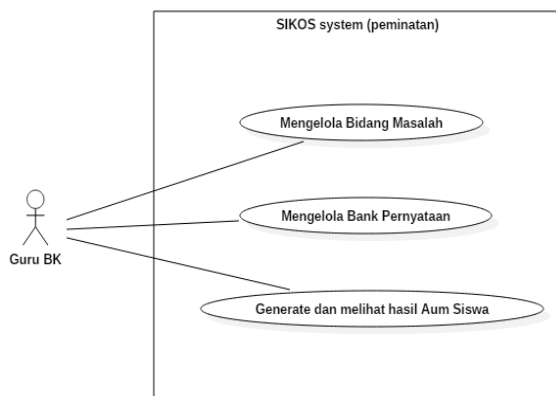 SIKOS system (peminatan)
Mengelola Bidang Masalah
Mengelola Bank Pernyataan
Guru BK
Generate dan melihat hasil Aum Siswa